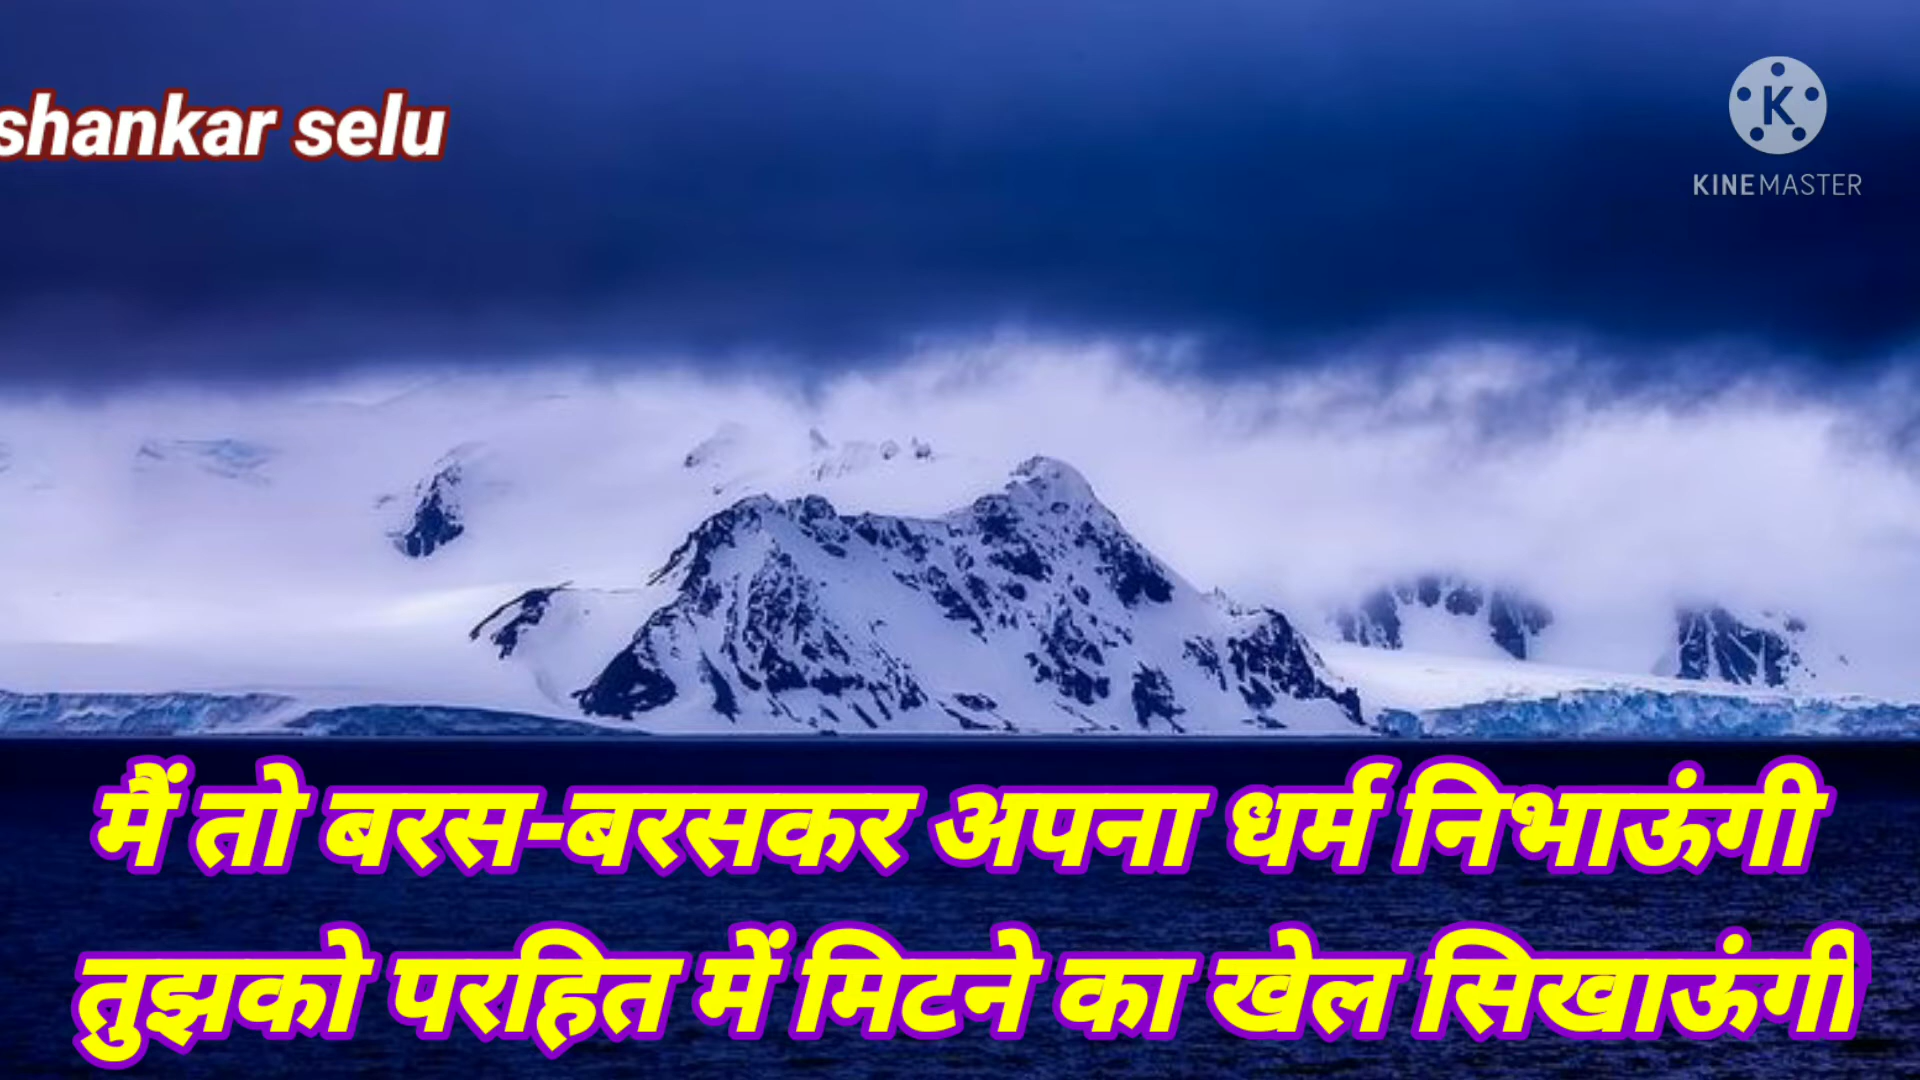 shankar selu
K
KINEMASTER
मैं तो बरस-बरसकर अपना धर्म निभाऊंगी
तुझको परहित में मिटने का खेल सिखाऊंगी